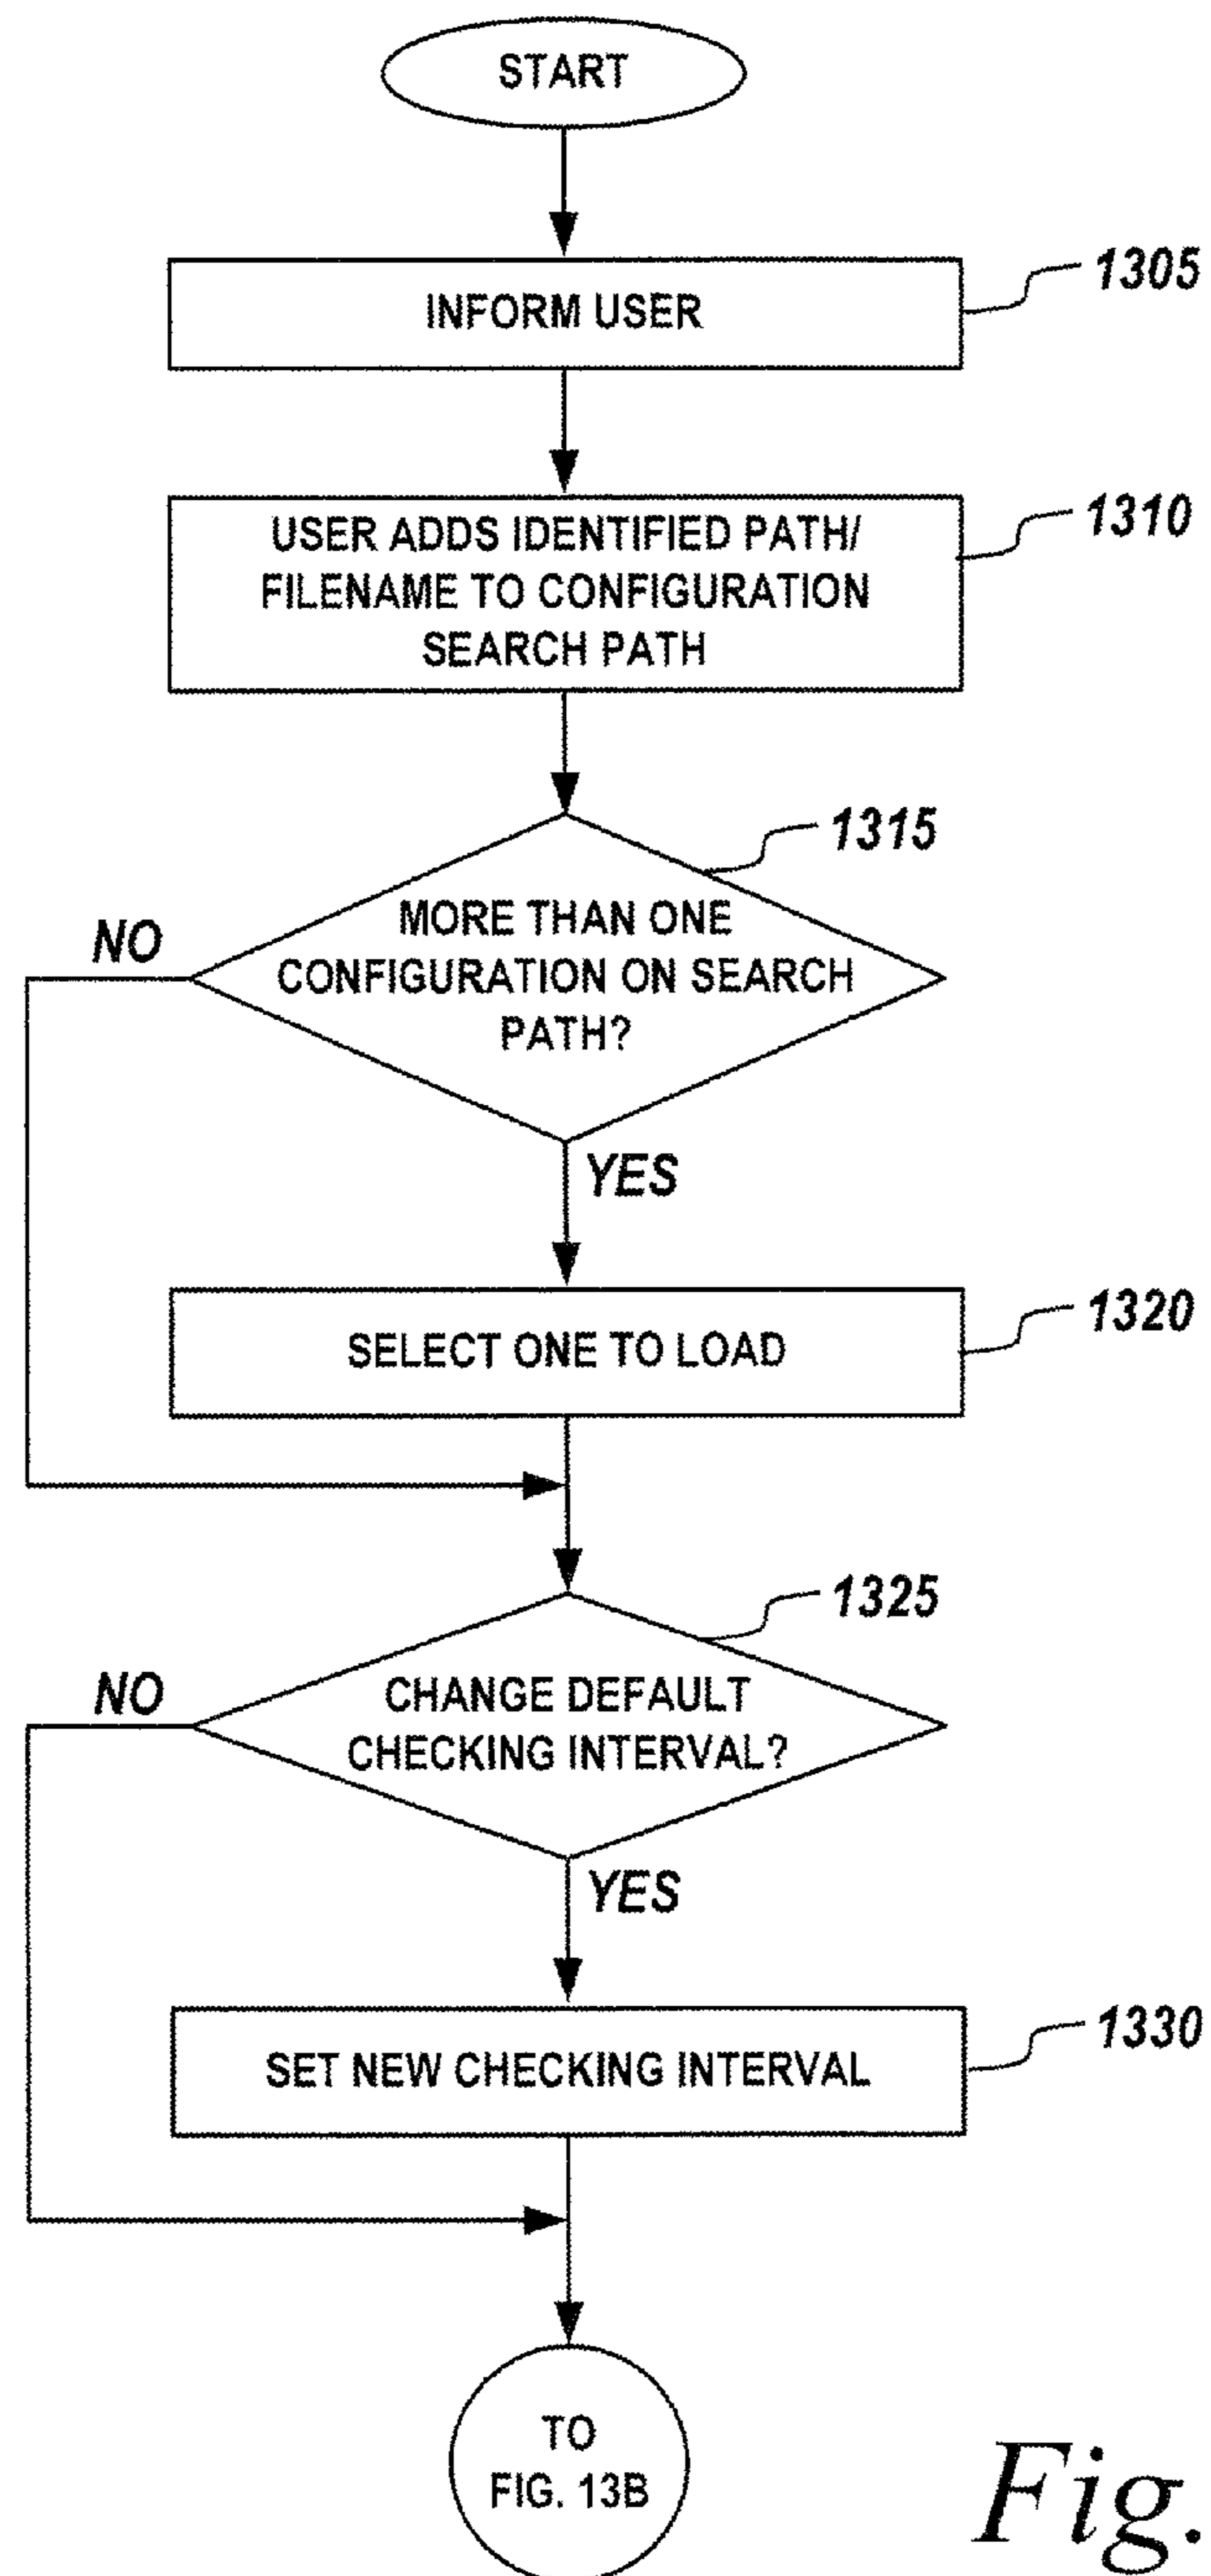 START
INFORM USER
1305
USER ADDS IDENTIFIED PATH/
FILENAME TO CONFIGURATION
SEARCH PATH
1310
1315
MORE THAN ONE
CONFIGURATION ON SEARCH
PATH?
NO
YES
SELECT ONE TO LOAD
1320
1325
CHANGE DEFAULT
CHECKING INTERVAL?
NO
YES
SET NEW CHECKING INTERVAL
1330
TO
FIG. 13B
Fig.